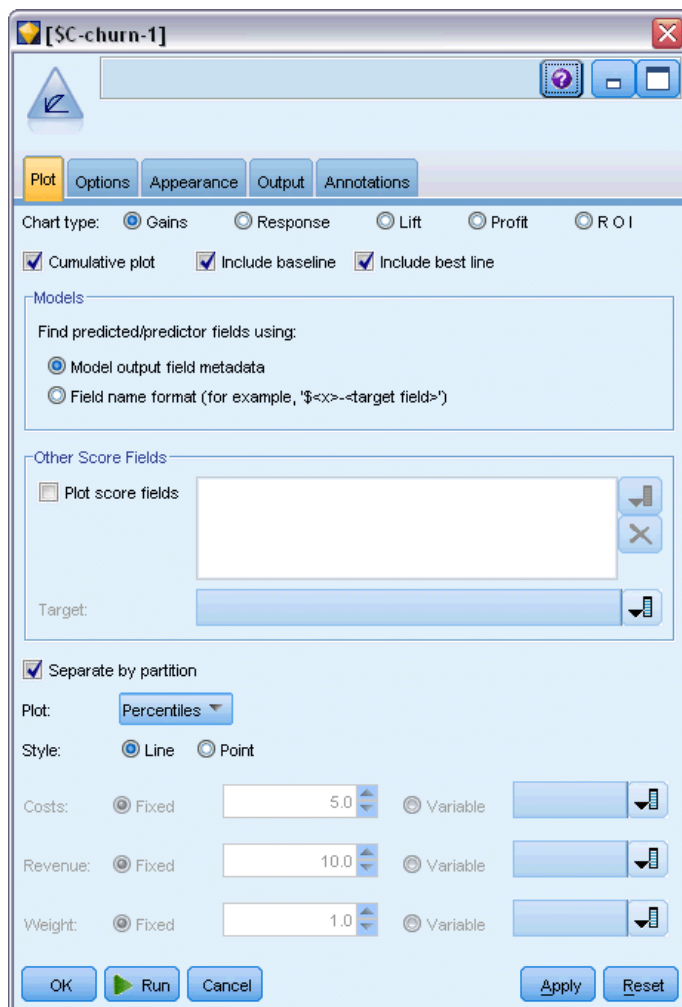 [$C-churn-1]
Plot Options Appearance Output Annotations
Chart type: Gains Response Lift Profit R O I
Cumulative plot Include baseline Include best line
Models
Find predicted/predictor fields using:
Model output field metadata
Field name format (for example, '$<x>-<target field>')
Other Score Fields
Plot score fields
Target:
Separate by partition
Plot: Percentiles
Style: Line Point
Costs: Fixed 5.0 Variable
Revenue: Fixed 10.0 Variable
Weight: Fixed 1.0 Variable
OK Run Cancel Apply Reset